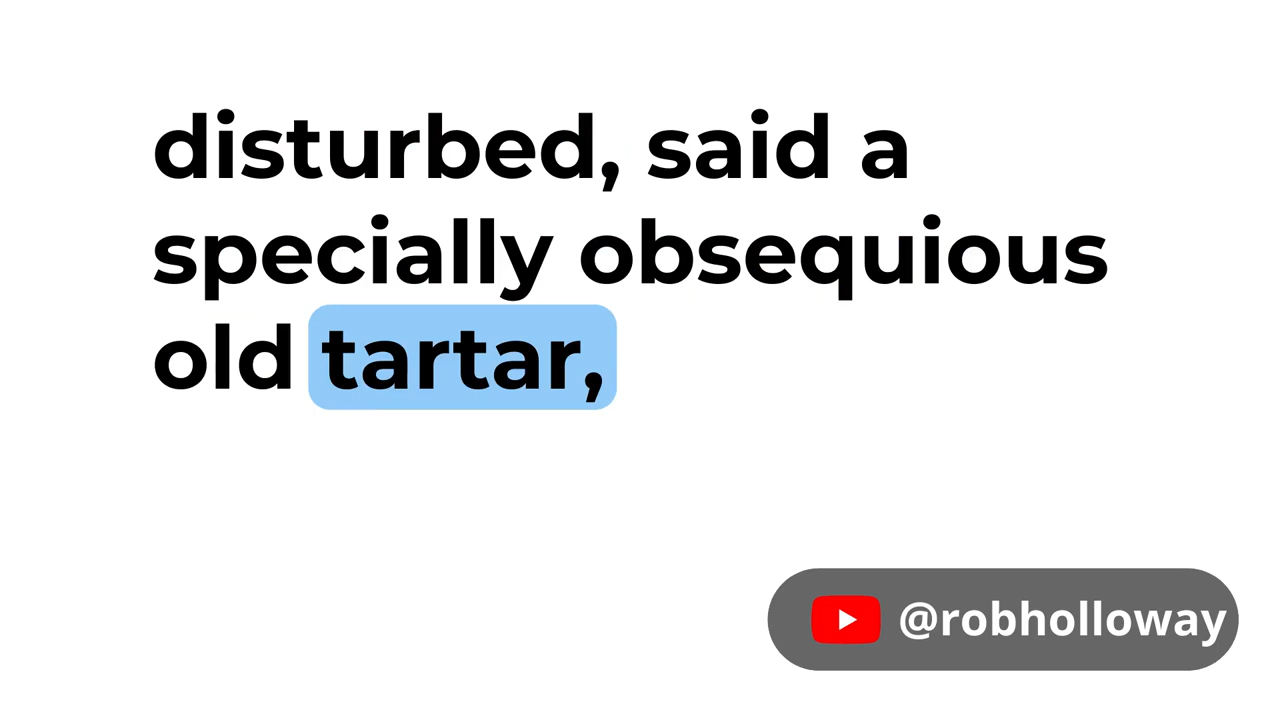 disturbed, said a
specially obsequious
old tartar,
@robholloway